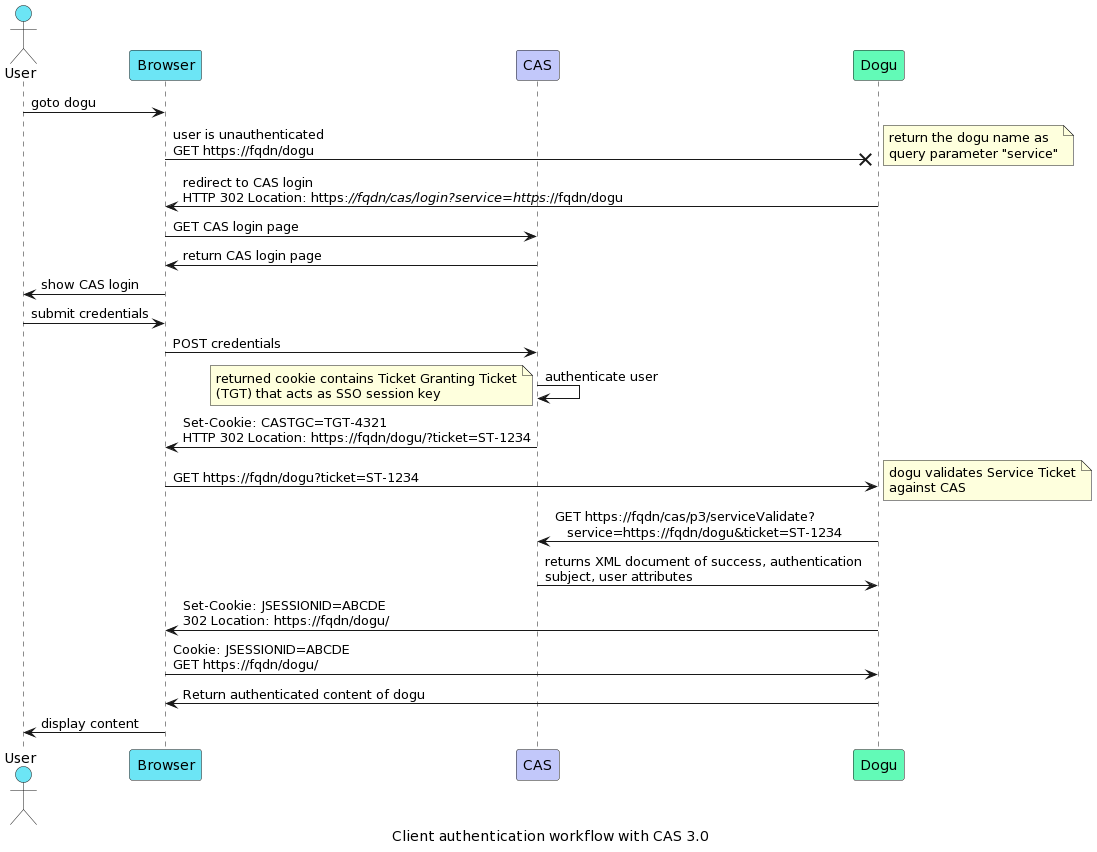 User
Browser
CAS
Dogu
goto dogu
user is unauthenticated
GET https://fqdn/dogu
return the dogu name as
query parameter "service"
redirect to CAS login
HTTP 302 Location: https://fqdn/cas/login?service=https://fqdn/dogu
GET CAS login page
return CAS login page
show CAS login
submit credentials
POST credentials
returned cookie contains Ticket Granting Ticket
(TGT) that acts as SSO session key
authenticate user
Set-Cookie: CASTGC=TGT-4321
HTTP 302 Location: https://fqdn/dogu/?ticket=ST-1234
GET https://fqdn/dogu?ticket=ST-1234
dogu validates Service Ticket
against CAS
GET https://fqdn/cas/p3/serviceValidate?
service=https://fqdn/dogu&ticket=ST-1234
returns XML document of success, authentication
subject, user attributes
Set-Cookie: JSESSIONID=ABCDE
302 Location: https://fqdn/dogu/
Cookie: JSESSIONID=ABCDE
GET https://fqdn/dogu/
Return authenticated content of dogu
display content
User
Browser
CAS
Dogu
Client authentication workflow with CAS 3.0